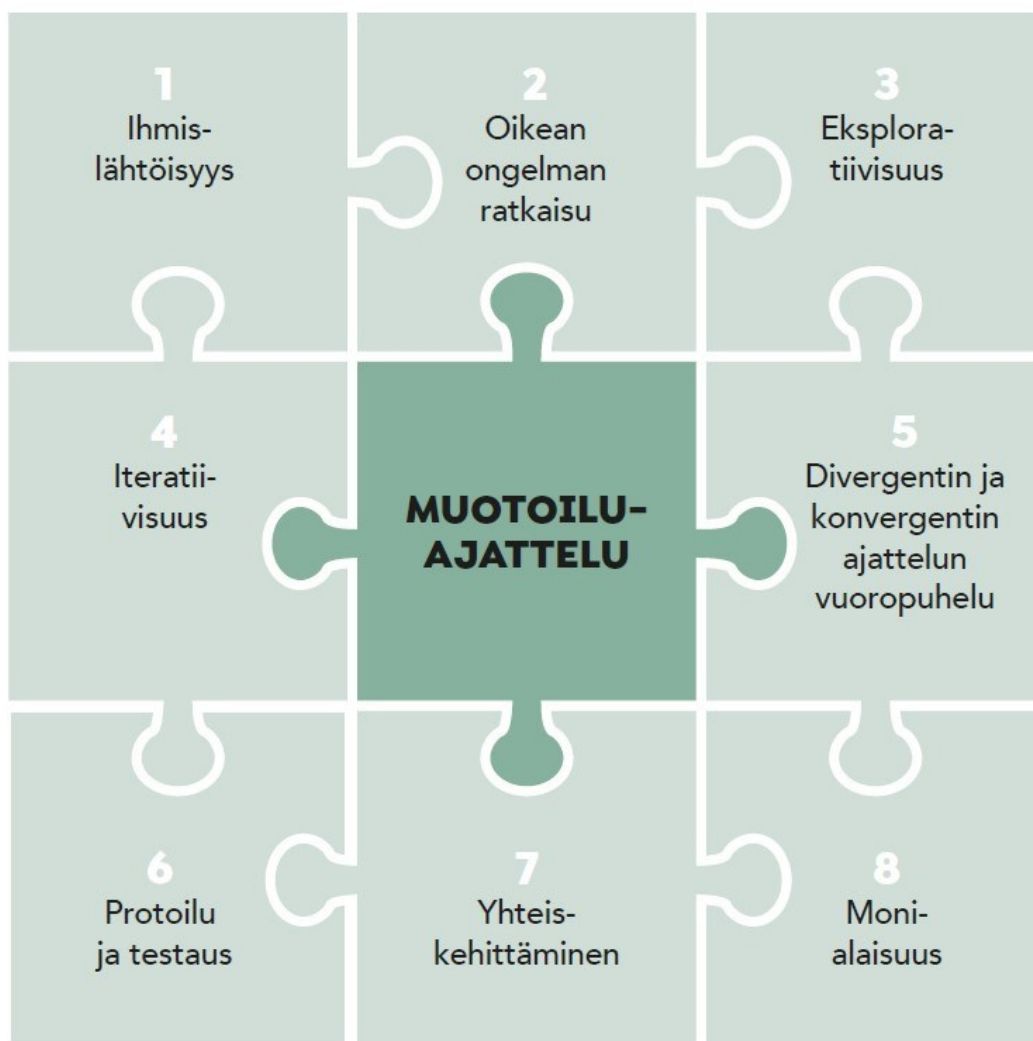 1
Ihmis-
lähtöisyys
2
Oikean
ongelman
ratkaisu
3
Eksplora-
tiivisuus
4
Iteratii-
visuus
MUOTOILU-
AJATTELU
5
Divergentin ja
konvergentin
ajattelun
vuoropuhelu
6
Protoilu
ja testaus
7
Yhteis-
kehittäminen
8
Moni-
alaisuus